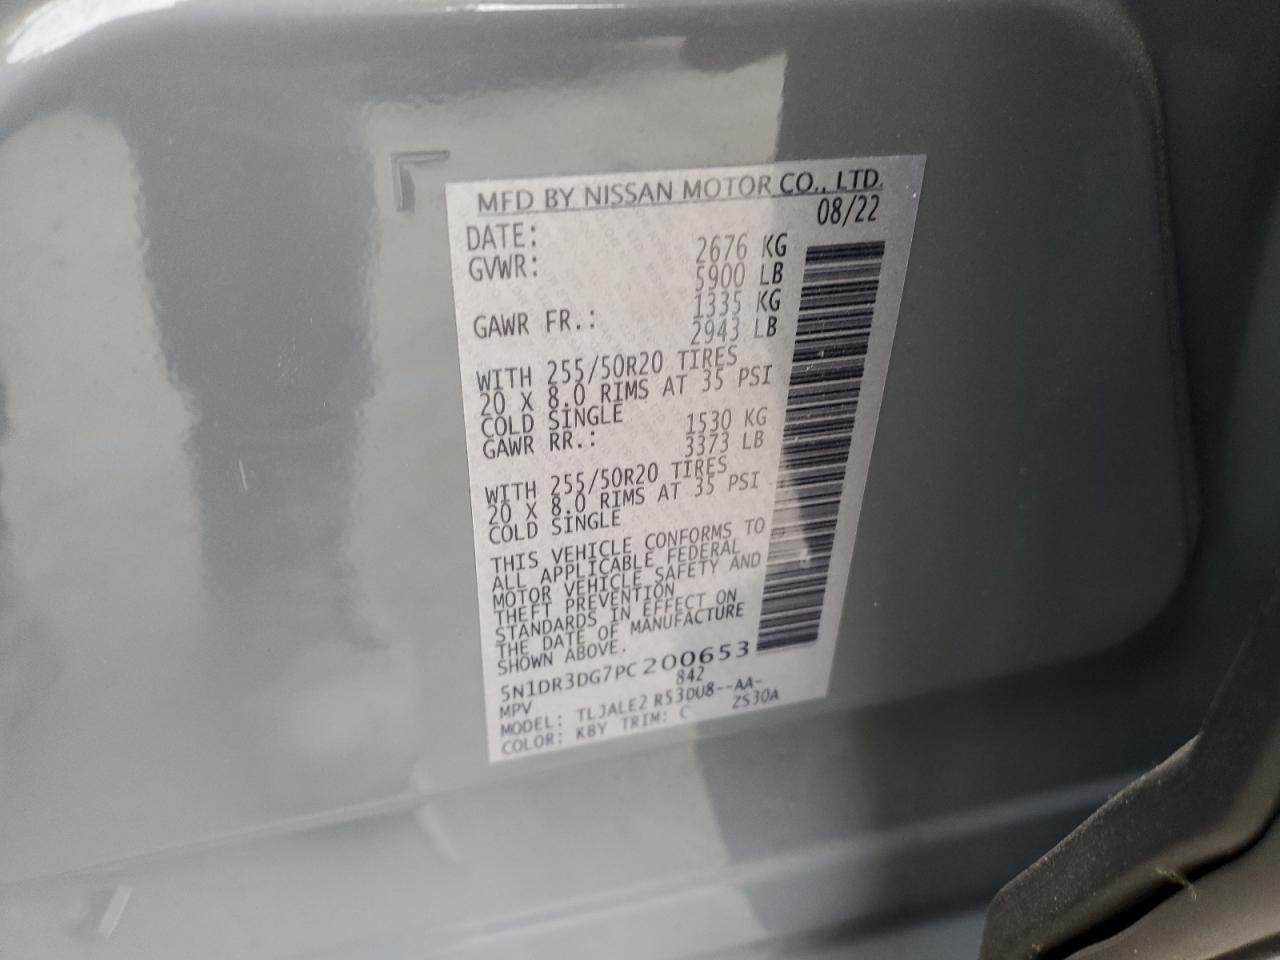 MFD BY NISSAN MOTOR CO., LTD.
DATE: 08/22
GVWR: 2676 KG
5900 LB
GAWR FR.: 1335 KG
2943 LB
WITH 255/50R20 TIRES
20 X 8.0 RIMS AT 35 PSI
COLD SINGLE
GAWR RR.: 1530 KG
3373 LB
WITH 255/50R20 TIRES
20 X 8.0 RIMS AT 35 PSI
COLD SINGLE
THIS VEHICLE CONFORMS TO
ALL APPLICABLE FEDERAL
MOTOR VEHICLE SAFETY AND
THEFT PREVENTION
STANDARDS IN EFFECT ON
THE DATE OF MANUFACTURE
SHOWN ABOVE.
5N1DR3DG7PC200653
MPV 842
MODEL: TLJALE2 R53DU8--AA-
COLOR: KBY TRIM: C ZS30A